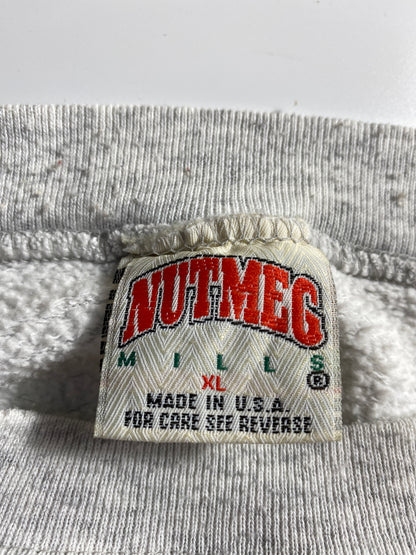 NUTMEG
MILLS
XL
®
MADE IN U.S.A.
FOR CARE SEE REVERSE